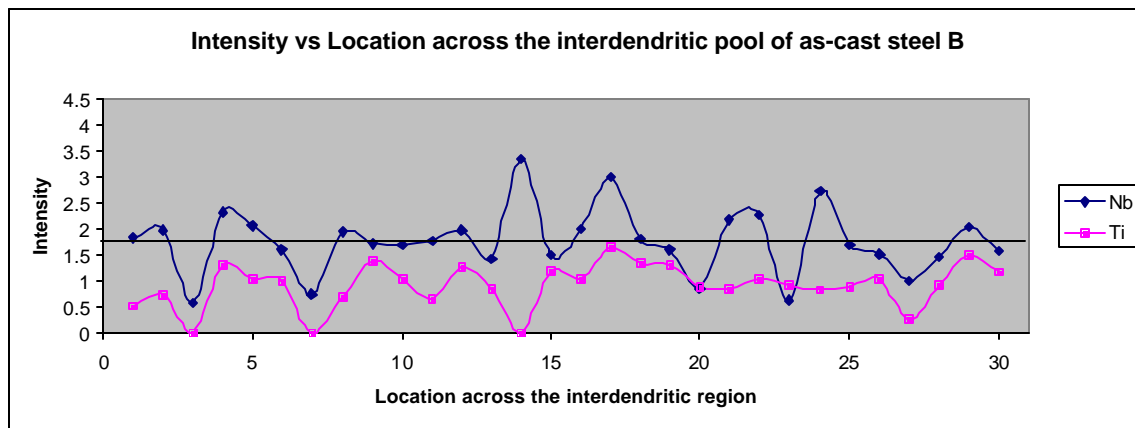 Intensity vs Location across the interdendritic pool of as-cast steel B
4.5
4
3.5
3
2.5
2
1.5
1
0.5
0
Intensity
0 5 10 15 20 25 30
Location across the interdendritic region
Nb
Ti